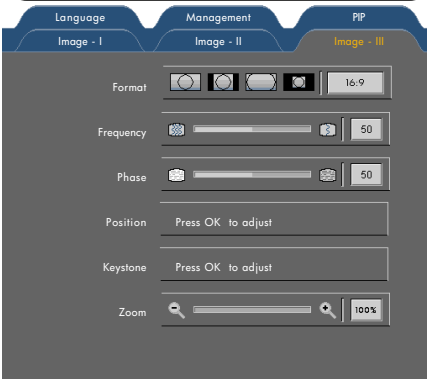 Language Management PIP
Image - I Image - II Image - III
Format 16:9
Frequency 50
Phase 50
Position Press OK to adjust
Keystone Press OK to adjust
Zoom 100%